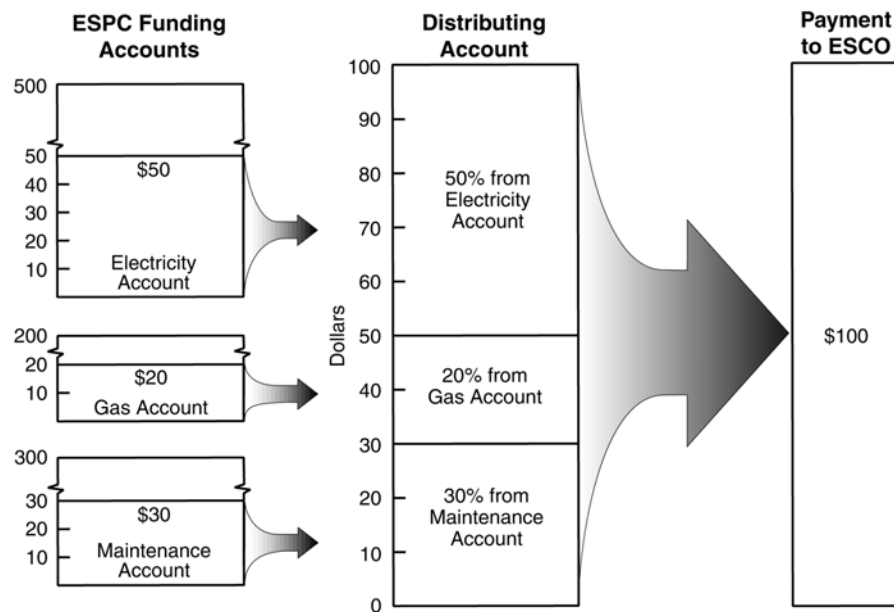 ESPC Funding
Accounts
500
50
40
30
20
10
$50
Electricity
Account
200
20
10
$20
Gas Account
300
30
20
10
$30
Maintenance
Account
Distributing
Account
Dollars
100
90
80
70
60
50
40
30
20
10
0
50% from
Electricity
Account
20% from
Gas Account
30% from
Maintenance
Account
Payment
to ESCO
$100